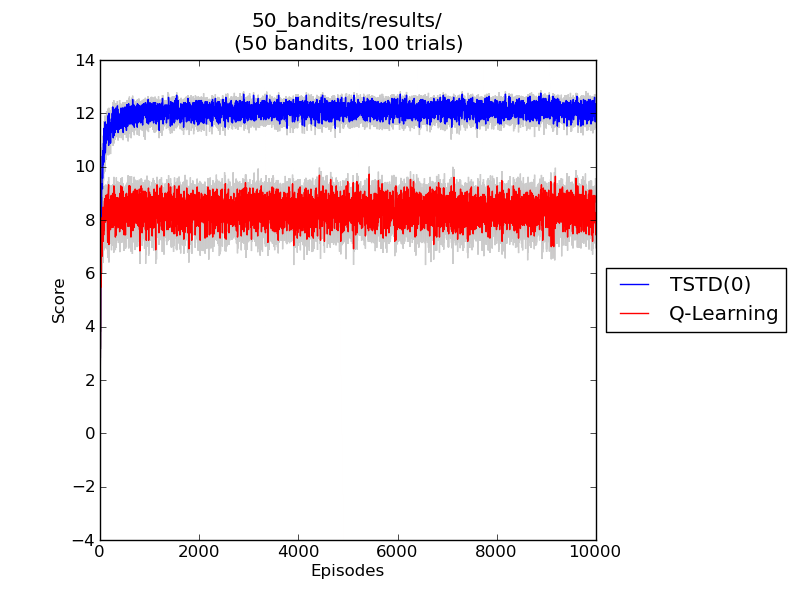 50_bandits/results/
(50 bandits, 100 trials)
14
12
10
8
6
4
2
0
−2
−4
Score
0 2000 4000 6000 8000 10000
Episodes
TSTD(0)
Q-Learning